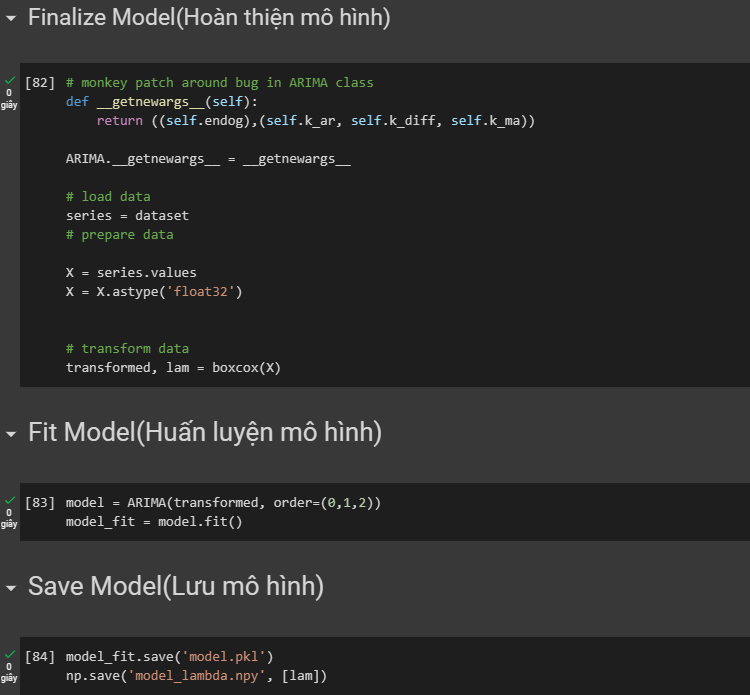 Finalize Model(Hoàn thiện mô hình)
[82] # monkey patch around bug in ARIMA class
0
giây
def __getnewargs__(self):
    return ((self.endog),(self.k_ar, self.k_diff, self.k_ma))
ARIMA.__getnewargs__ = __getnewargs__
# load data
series = dataset
# prepare data
X = series.values
X = X.astype('float32')
# transform data
transformed, lam = boxcox(X)
Fit Model(Huấn luyện mô hình)
[83] model = ARIMA(transformed, order=(0,1,2))
0
giây
model_fit = model.fit()
Save Model(Lưu mô hình)
[84] model_fit.save('model.pkl')
0
giây
np.save('model_lambda.npy', [lam])